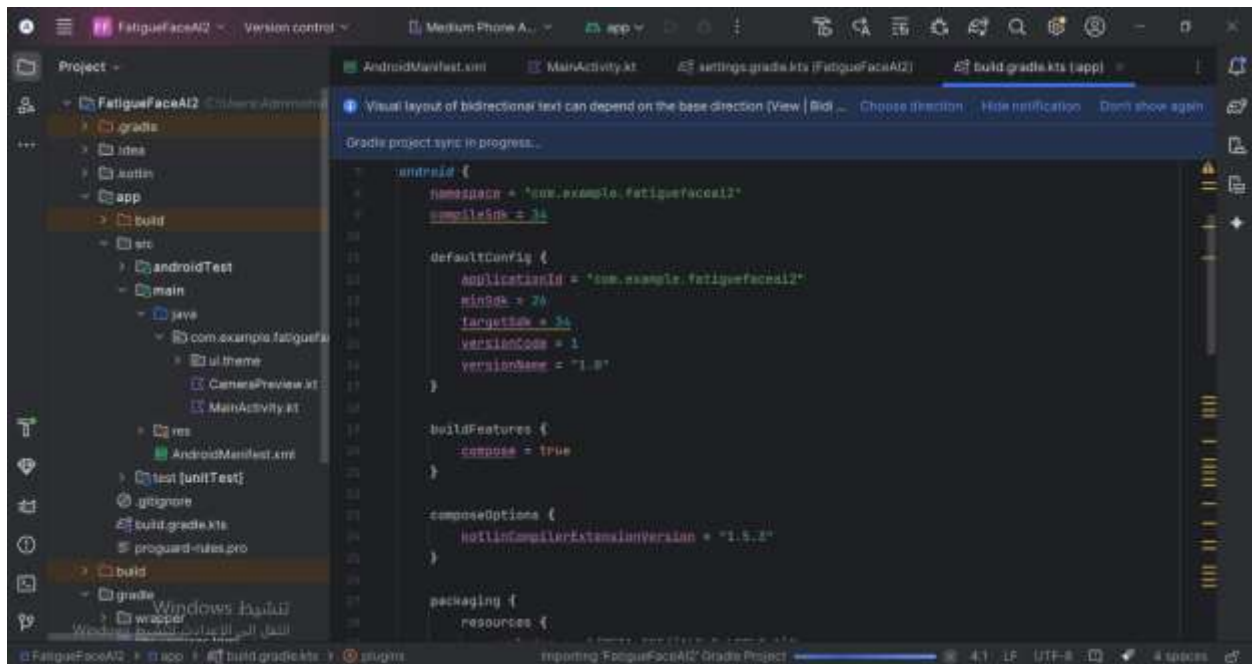 FatigueFaceAI2
Version control
Medium Phone A...
app
Project
AndroidManifest.xml
MainActivity.kt
settings.gradle.kts (FatigueFaceAI2)
build.gradle.kts (app)
FatigueFaceAI2
Visual layout of bidirectional text can depend on the base direction (View | Bidi ...
Choose direction
Hide notification
Don't show again
.gradle
Gradle project sync in progress...
.idea
.kotlin
app
build
src
androidTest
main
java
com.example.fatiguefa
ui.theme
CameraPreview.kt
MainActivity.kt
res
AndroidManifest.xml
test [unitTest]
.gitignore
build.gradle.kts
proguard-rules.pro
build
gradle
wrapper
android {
namespace = "com.example.fatiguefaceai2"
compileSdk = 34
defaultConfig {
applicationId = "com.example.fatiguefaceai2"
minSdk = 26
targetSdk = 34
versionCode = 1
versionName = "1.0"
}
buildFeatures {
compose = true
}
composeOptions {
kotlinCompilerExtensionVersion = "1.5.3"
}
packaging {
resources {
تنشيط Windows
FatigueFaceAI2
app
build.gradle.kts
plugins
Importing 'FatigueFaceAI2' Gradle Project
4:1
LF
UTF-8
4 spaces